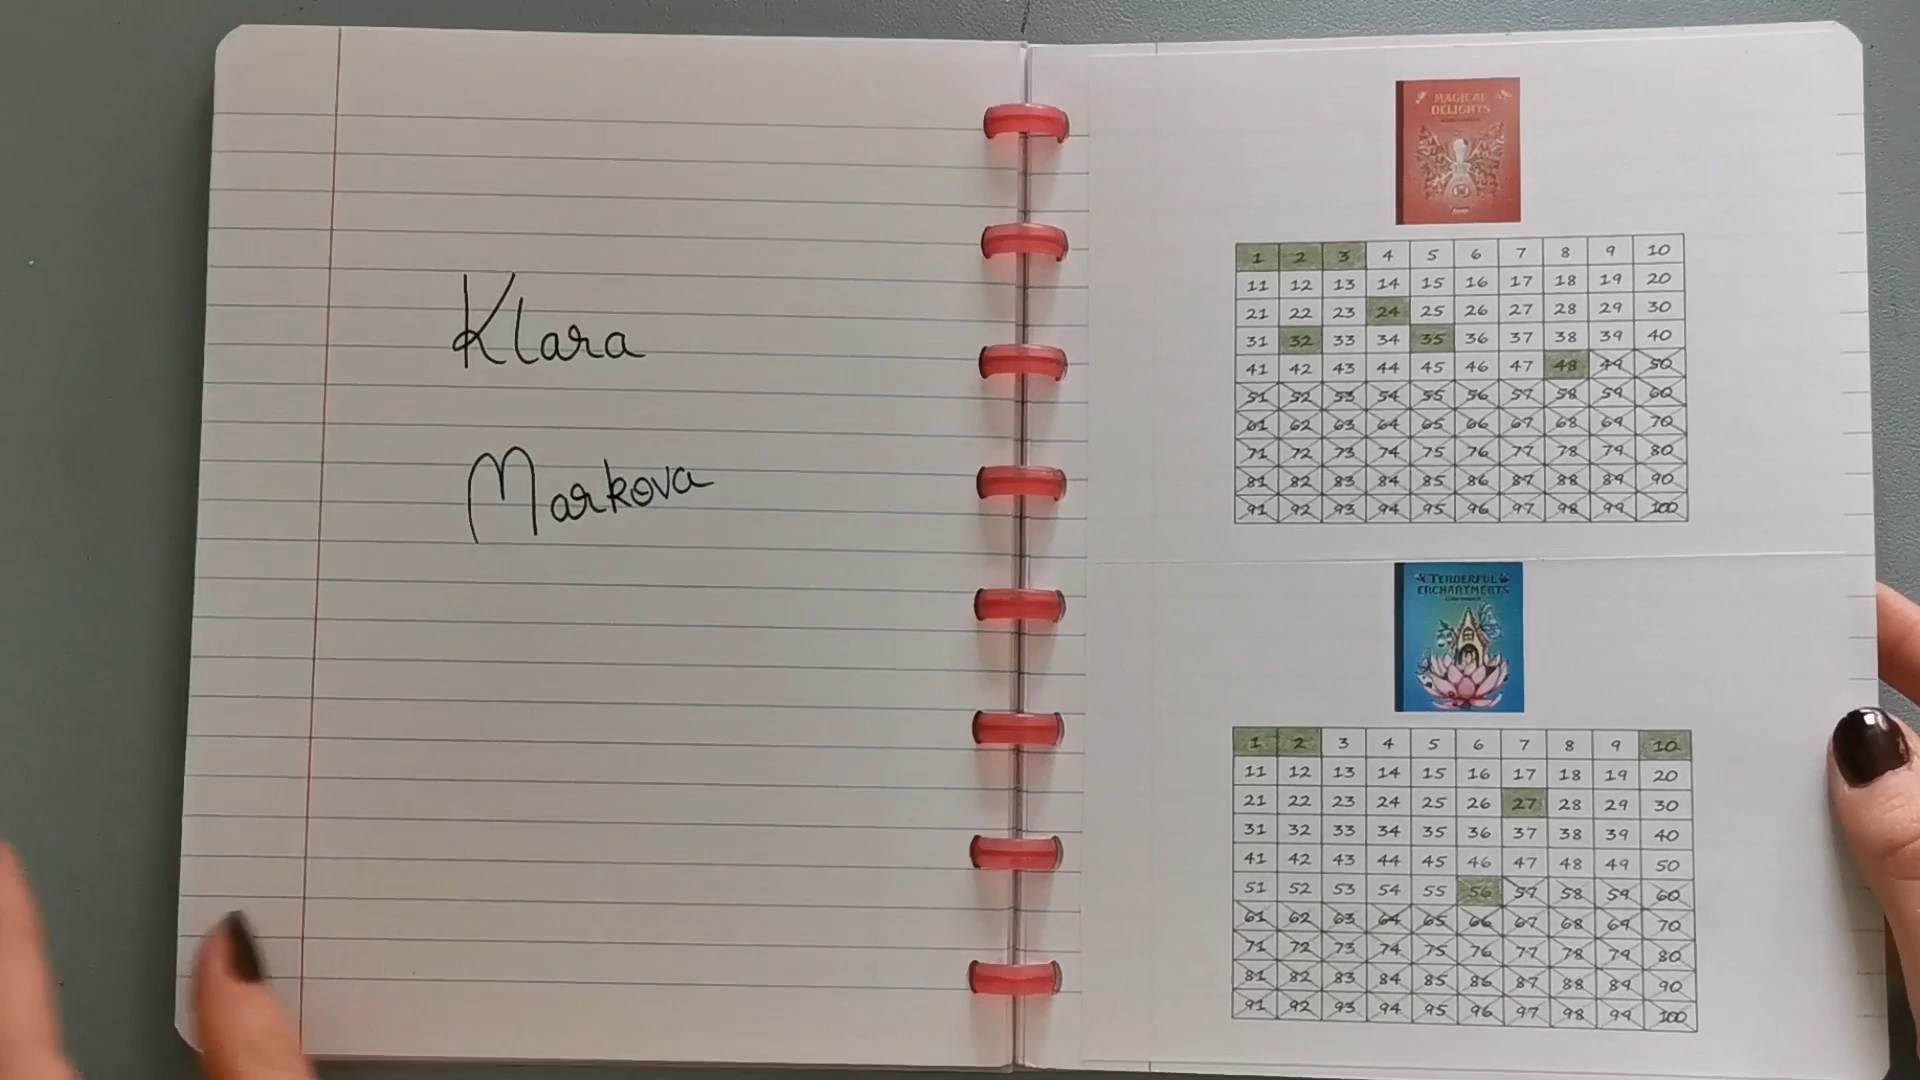 Klara
Markova
MAGICAL
DELIGHTS
1 2 3 4 5 6 7 8 9 10
11 12 13 14 15 16 17 18 19 20
21 22 23 24 25 26 27 28 29 30
31 32 33 34 35 36 37 38 39 40
41 42 43 44 45 46 47 48 49 50
51 52 53 54 55 56 57 58 59 60
61 62 63 64 65 66 67 68 69 70
71 72 73 74 75 76 77 78 79 80
81 82 83 84 85 86 87 88 89 90
91 92 93 94 95 96 97 98 99 100
TENDERFUL
ENCHANTMENTS
1 2 3 4 5 6 7 8 9 10
11 12 13 14 15 16 17 18 19 20
21 22 23 24 25 26 27 28 29 30
31 32 33 34 35 36 37 38 39 40
41 42 43 44 45 46 47 48 49 50
51 52 53 54 55 56 57 58 59 60
61 62 63 64 65 66 67 68 69 70
71 72 73 74 75 76 77 78 79 80
81 82 83 84 85 86 87 88 89 90
91 92 93 94 95 96 97 98 99 100